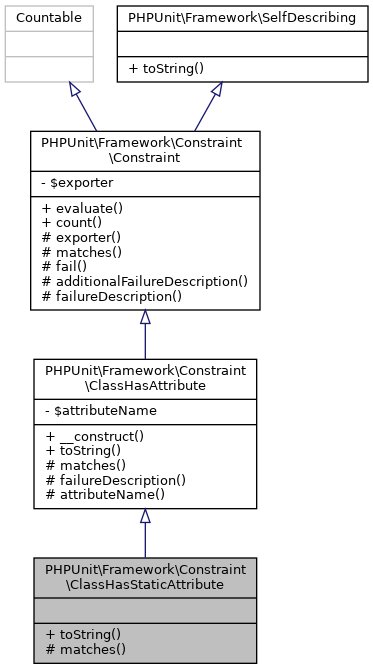 Countable
PHPUnit\Framework\SelfDescribing
+ toString()
PHPUnit\Framework\Constraint
\Constraint
- $exporter
+ evaluate()
+ count()
# exporter()
# matches()
# fail()
# additionalFailureDescription()
# failureDescription()
PHPUnit\Framework\Constraint
\ClassHasAttribute
- $attributeName
+ __construct()
+ toString()
# matches()
# failureDescription()
# attributeName()
PHPUnit\Framework\Constraint
\ClassHasStaticAttribute
+ toString()
# matches()